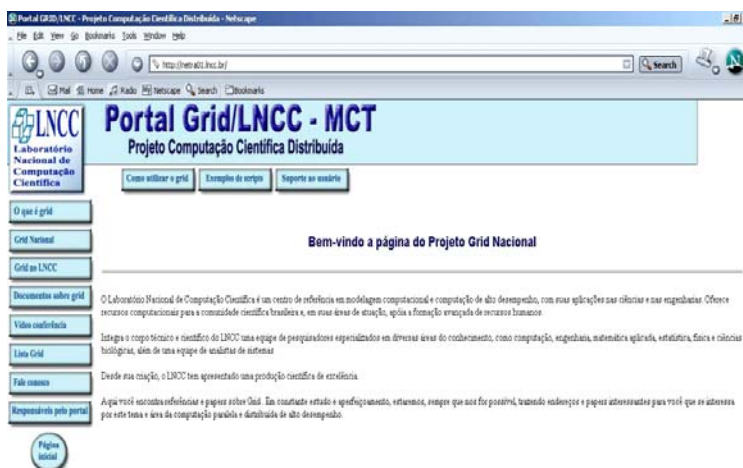 Portal GRID/LNCC - Projeto Computação Científica Distribuída - Netscape
File Edit View Go Bookmarks Tools Window Help
http://netra01.lncc.br/
Search
Mail Home Radio Netscape Search Bookmarks
LNCC
Laboratório
Nacional de
Computação
Científica
Portal Grid/LNCC - MCT
Projeto Computação Científica Distribuída
Como utilizar o grid
Exemplos de scripts
Suporte ao usuário
O que é grid
Grid Nacional
Grid no LNCC
Documentos sobre grid
Vídeo conferência
Lista Grid
Fale conosco
Responsáveis pelo portal
Página
inicial
Bem-vindo a página do Projeto Grid Nacional
O Laboratório Nacional de Computação Científica é um centro de referência em modelagem computacional e computação de alto desempenho, com suas aplicações nas ciências e nas engenharias. Oferece
recursos computacionais para a comunidade científica brasileira e, em suas áreas de atuação, apóia a formação avançada de recursos humanos.
Integra o corpo técnico e científico do LNCC uma equipe de pesquisadores especializados em diversas áreas do conhecimento, como computação, engenharia, matemática aplicada, estatística, física e ciências
biológicas, além de uma equipe de analistas de sistemas
Desde sua criação, o LNCC tem apresentado uma produção científica de excelência.
Aqui você encontra referências e papers sobre Grid. Em constante estudo e aperfeiçoamento, estaremos, sempre que nos for possível, trazendo endereços e papers interessantes para você que se interessa
por este tema e área da computação paralela e distribuída de alto desempenho.